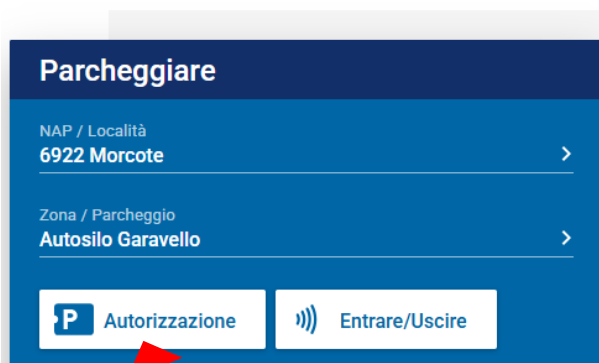 Parcheggiare
NAP / Località
6922 Morcote
Zona / Parcheggio
Autosilo Garavello
P Autorizzazione
Entrare/Uscire